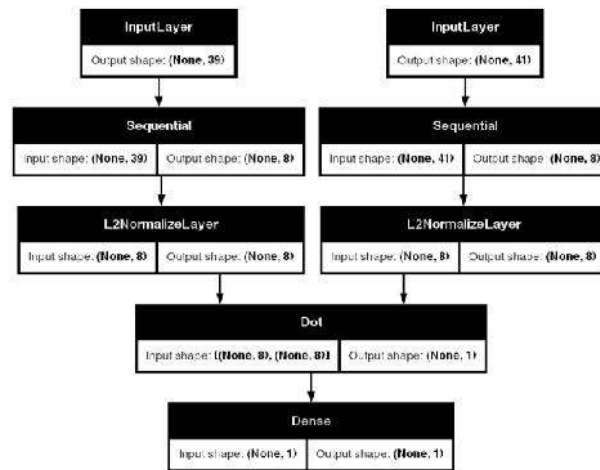 InputLayer InputLayer
Output shape: (None, 39) Output shape: (None, 41)
Sequential Sequential
Input shape: (None, 39) Output shape: (None, 8) Input shape: (None, 41) Output shape: (None, 8)
L2NormalizeLayer L2NormalizeLayer
Input shape: (None, 8) Output shape: (None, 8) Input shape: (None, 8) Output shape: (None, 8)
Dot
Input shape: [(None, 8), (None, 8)] Output shape: (None, 1)
Dense
Input shape: (None, 1) Output shape: (None, 1)